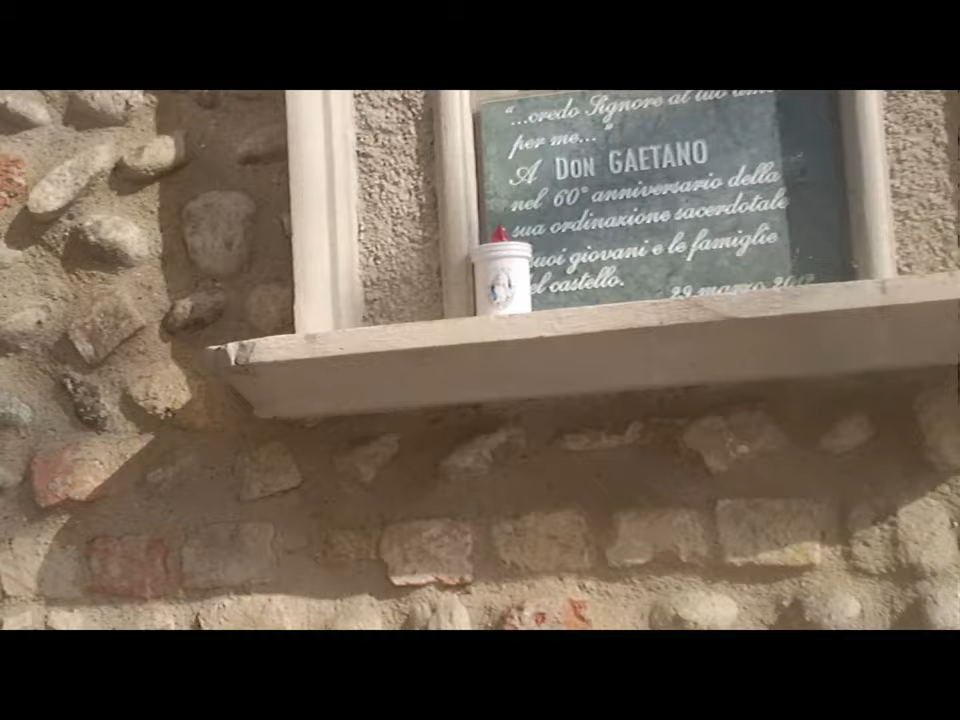 "...credo Signore al tuo
per me..."
A DON GAETANO
nel 60° anniversario della
sua ordinazione sacerdotale
suoi giovani e le famiglie
el castello.
29 marzo